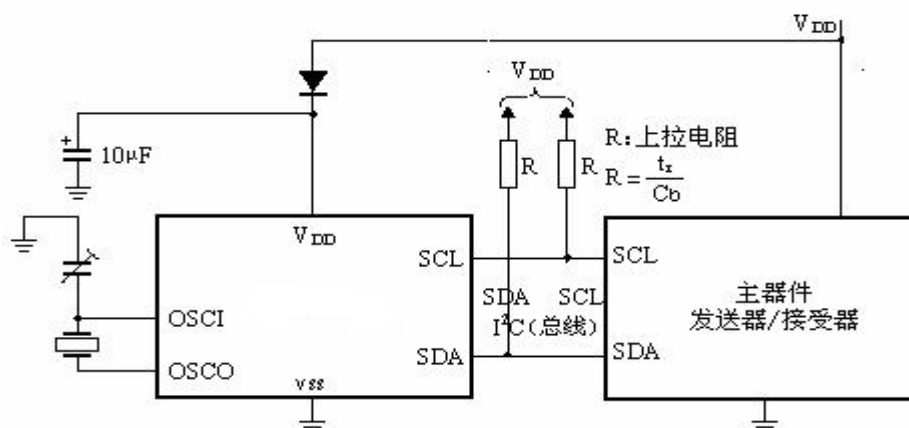 VDD
VDD
10μF
R
R
R:上拉电阻
R=tr/Cb
VDD
SCL
SCL
SDA
SCL
I²C(总线)
主器件
发送器/接受器
OSCI
OSCO
SDA
SDA
VSS